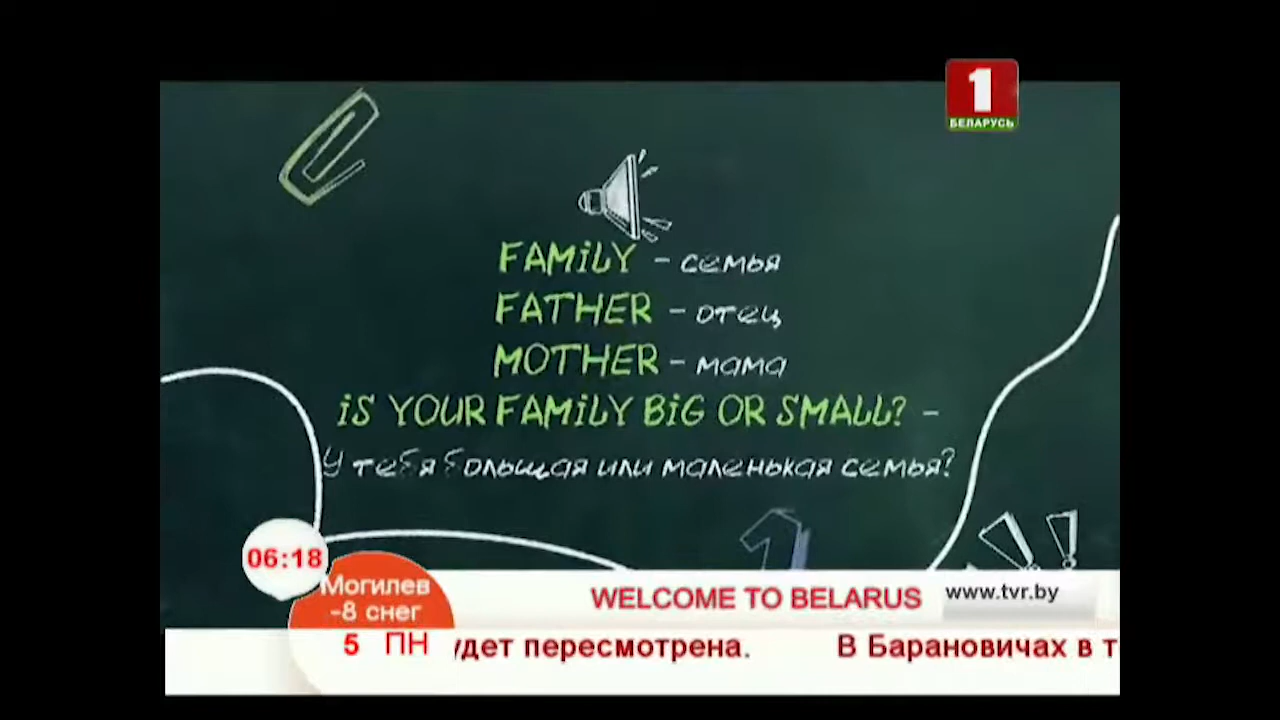 1
БЕЛАРУСЬ
FAMiLY - семья
FATHER - отец
MOTHER - мама
iS YOUR FAMiLY BiG OR SMALL? -
У тебя большая или маленькая семья?
06:18
Могилев
-8 снег
WELCOME TO BELARUS
www.tvr.by
5 ПН
удет пересмотрена. В Барановичах в т